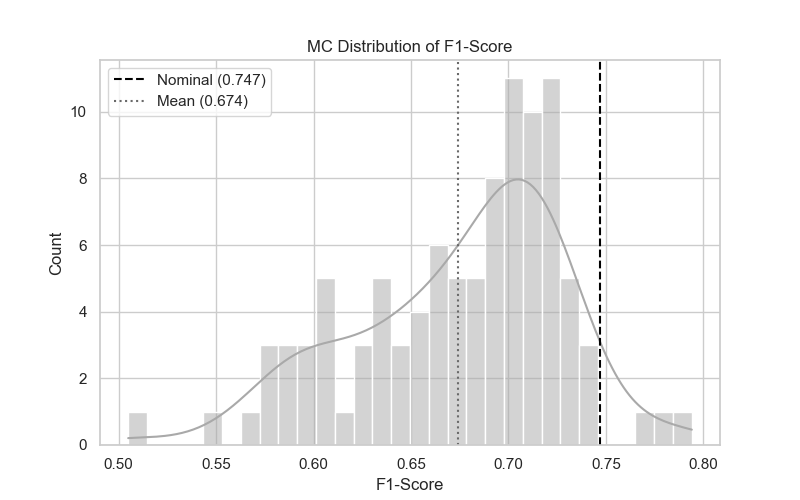 MC Distribution of F1-Score
Nominal (0.747)
Mean (0.674)
Count
10
8
6
4
2
0
0.50 0.55 0.60 0.65 0.70 0.75 0.80
F1-Score